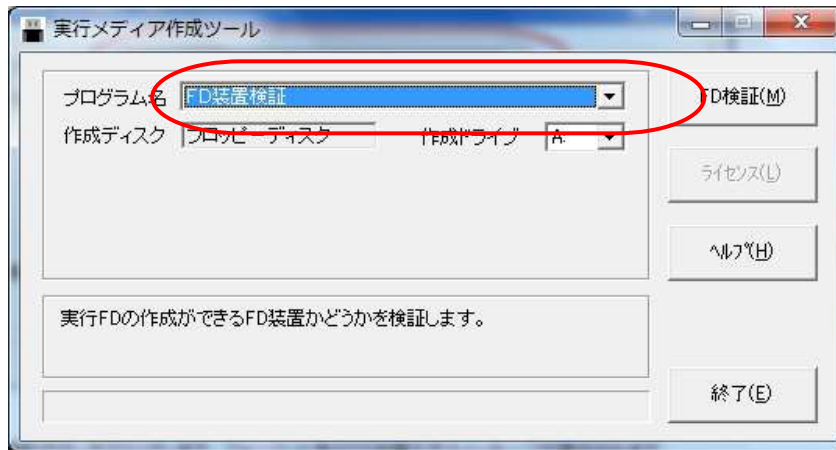 実行メディア作成ツール
プログラム名 FD装置検証
FD検証(M)
作成ディスク フロッピーディスク 作成ドライブ A:
ライセンス(L)
ヘルプ(H)
実行FDの作成ができるFD装置かどうかを検証します。
終了(E)